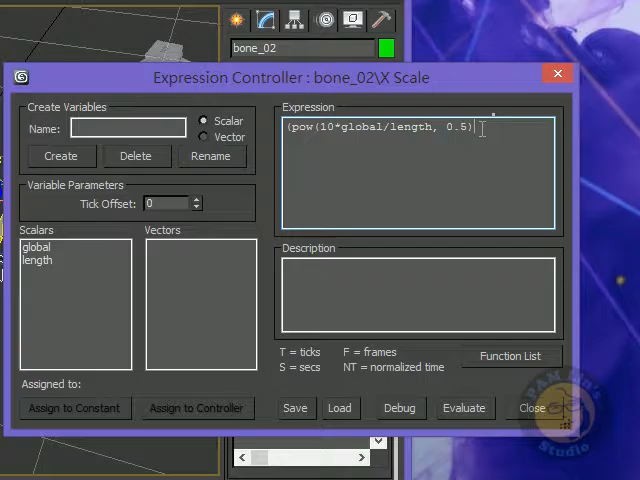 bone_02
Expression Controller : bone_02\X Scale
Create Variables
Name:
Scalar
Vector
Create
Delete
Rename
Variable Parameters
Tick Offset: 0
Scalars
Vectors
global
length
Expression
(pow(10*global/length, 0.5)
Description
T = ticks
F = frames
S = secs
NT = normalized time
Function List
Assigned to:
Assign to Constant
Assign to Controller
Save
Load
Debug
Evaluate
Close
Studio